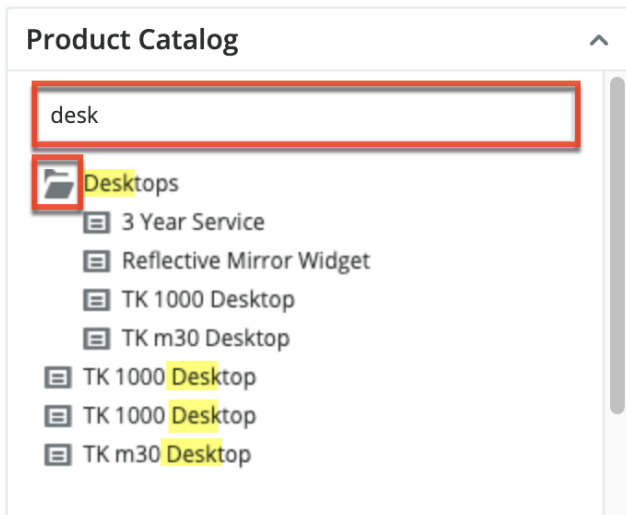 Product Catalog
desk
Desktops
3 Year Service
Reflective Mirror Widget
TK 1000 Desktop
TK m30 Desktop
TK 1000 Desktop
TK 1000 Desktop
TK m30 Desktop